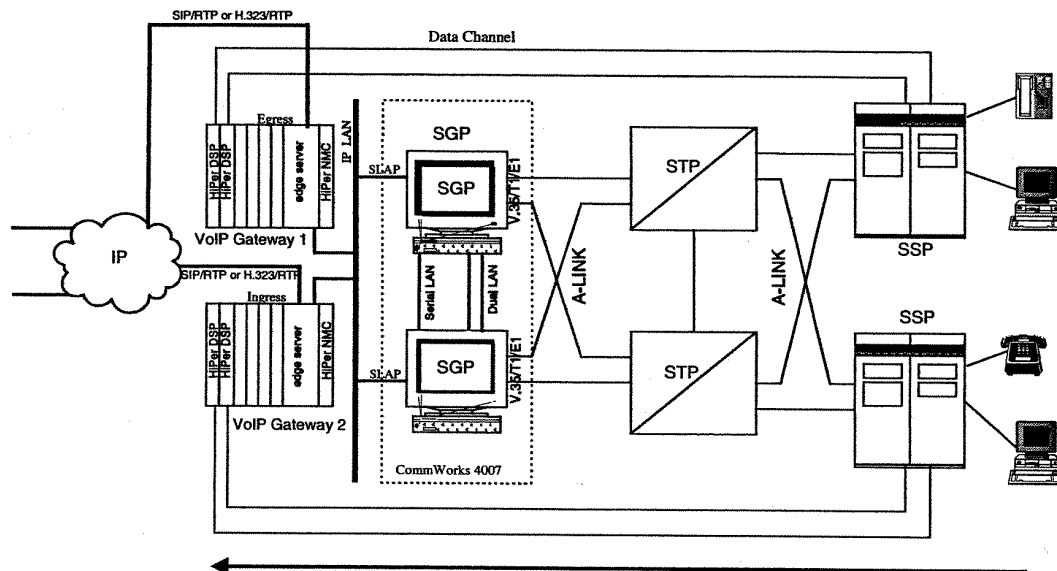 SIP/RTP or H.323/RTP
Data Channel
Egress
HiPer DSP
HiPer DSP
edge server
HiPer NMC
IP LAN
VoIP Gateway 1
IP
SIP/RTP or H.323/RTP
Ingress
HiPer DSP
HiPer DSP
edge server
HiPer NMC
VoIP Gateway 2
SLAP
SGP
SGP
V.35/T1/E1
Serial LAN
Dual LAN
SLAP
SGP
V.35/T1/E1
CommWorks 4007
A-LINK
STP
STP
A-LINK
SSP
SSP